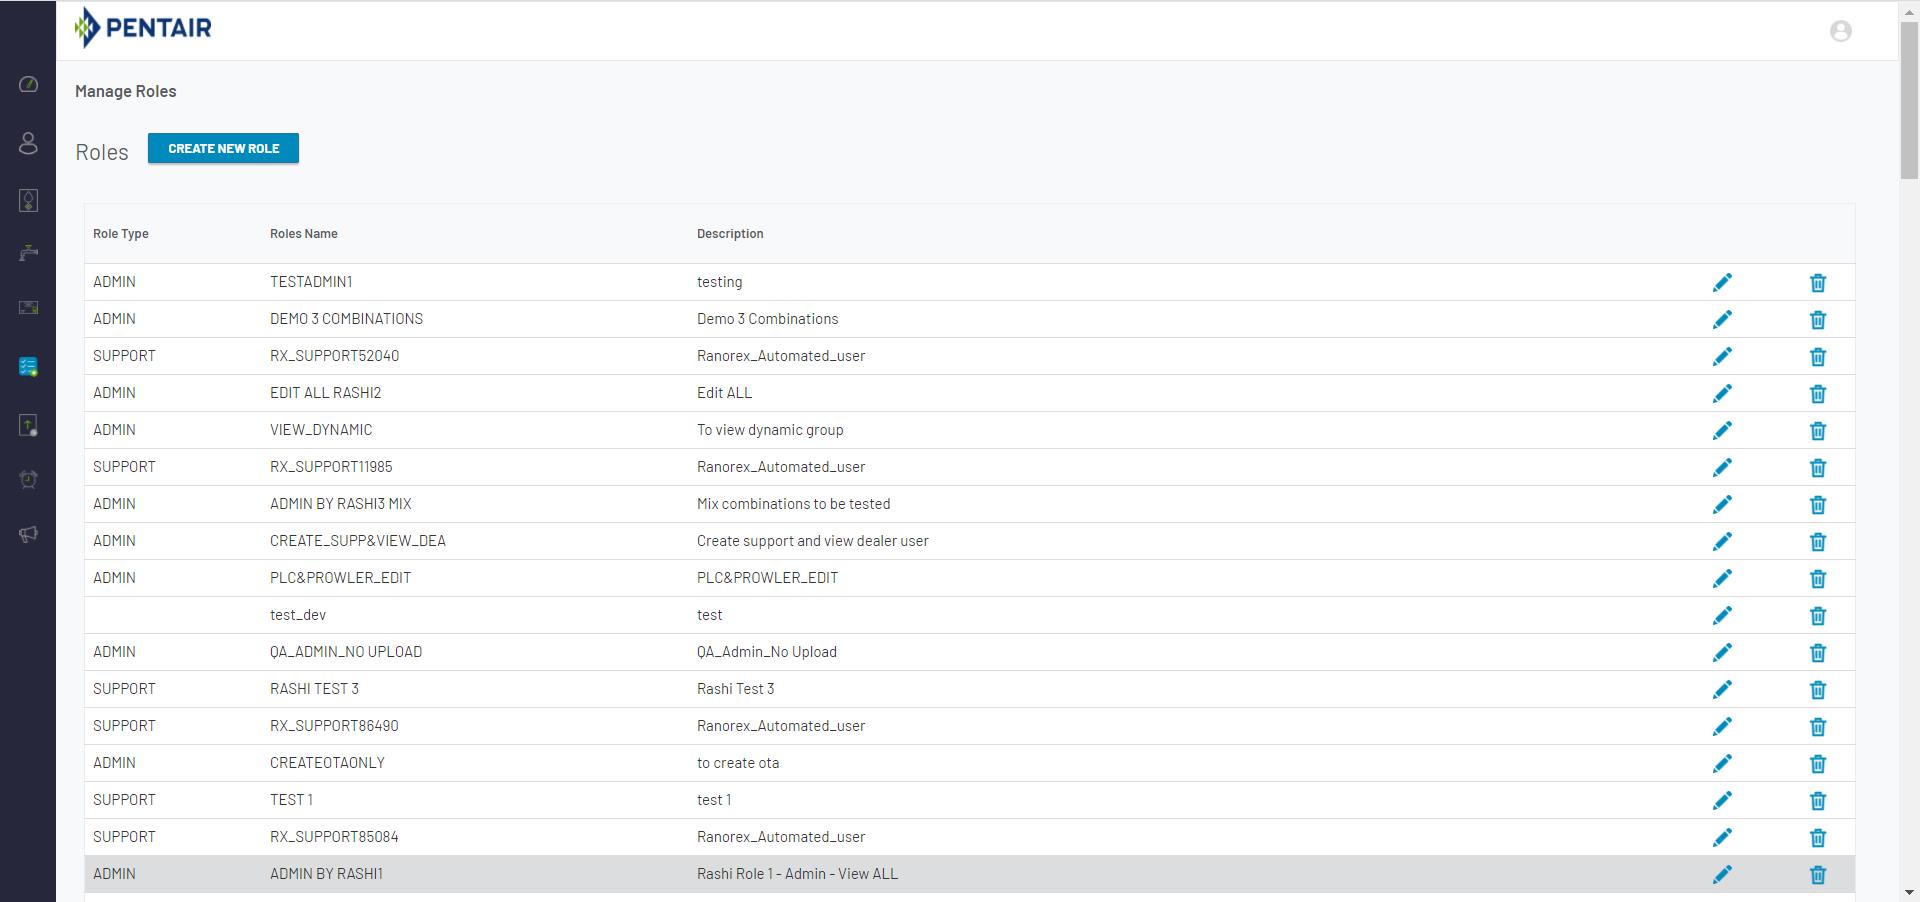 PENTAIR
Manage Roles
Roles CREATE NEW ROLE
Role Type Roles Name Description
ADMIN TESTADMIN1 testing
ADMIN DEMO 3 COMBINATIONS Demo 3 Combinations
SUPPORT RX_SUPPORT52040 Ranorex_Automated_user
ADMIN EDIT ALL RASHI2 Edit ALL
ADMIN VIEW_DYNAMIC To view dynamic group
SUPPORT RX_SUPPORT11985 Ranorex_Automated_user
ADMIN ADMIN BY RASHI3 MIX Mix combinations to be tested
ADMIN CREATE_SUPP&VIEW_DEA Create support and view dealer user
ADMIN PLC&PROWLER_EDIT PLC&PROWLER_EDIT
test_dev test
ADMIN QA_ADMIN_NO UPLOAD QA_Admin_No Upload
SUPPORT RASHI TEST 3 Rashi Test 3
SUPPORT RX_SUPPORT86490 Ranorex_Automated_user
ADMIN CREATEOTAONLY to create ota
SUPPORT TEST 1 test 1
SUPPORT RX_SUPPORT85084 Ranorex_Automated_user
ADMIN ADMIN BY RASHI1 Rashi Role 1 - Admin - View ALL